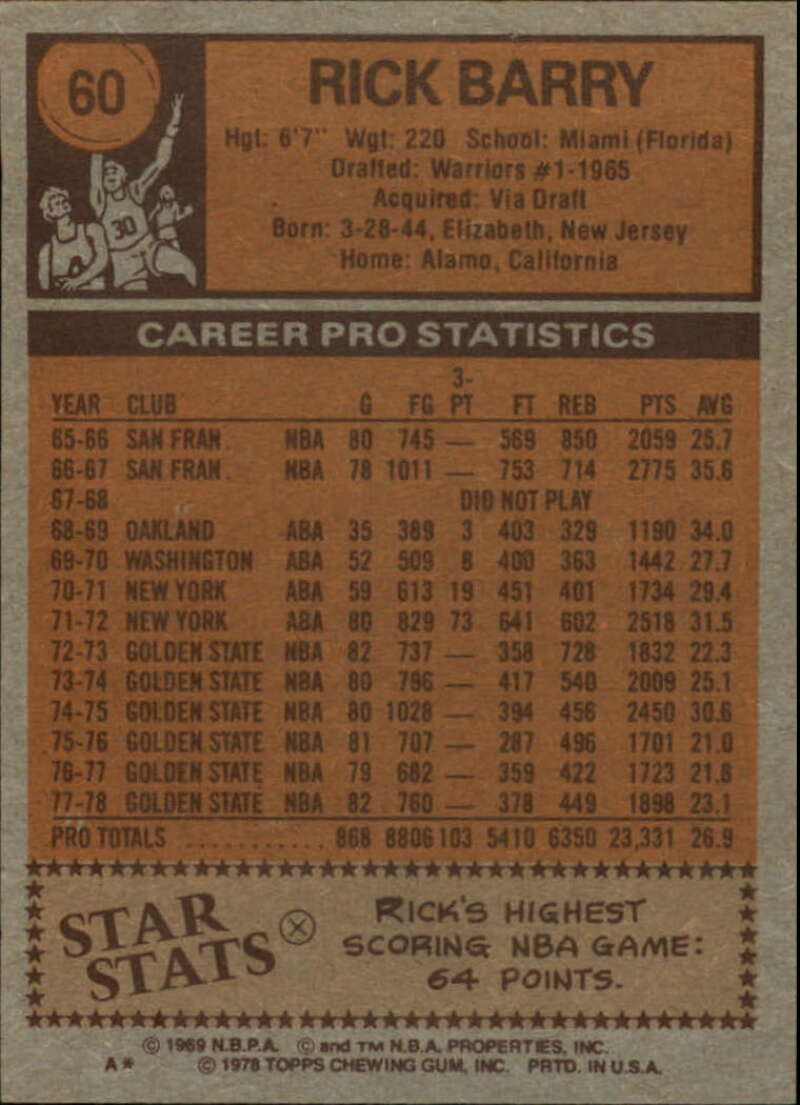 60
RICK BARRY
Hgt: 6'7" Wgt: 220 School: Miami (Florida)
Drafted: Warriors #1-1965
Acquired: Via Draft
Born: 3-28-44, Elizabeth, New Jersey
Home: Alamo, California
30
CAREER PRO STATISTICS
YEAR CLUB G FG 3-PT FT REB PTS AVG
65-66 SAN FRAN. NBA 80 745 — 569 850 2059 25.7
66-67 SAN FRAN. NBA 78 1011 — 753 714 2775 35.6
67-68 DID NOT PLAY
68-69 OAKLAND ABA 35 389 3 403 329 1190 34.0
69-70 WASHINGTON ABA 52 509 8 400 363 1442 27.7
70-71 NEW YORK ABA 59 613 19 451 401 1734 29.4
71-72 NEW YORK ABA 80 829 73 641 602 2518 31.5
72-73 GOLDEN STATE NBA 82 737 — 358 728 1832 22.3
73-74 GOLDEN STATE NBA 80 796 — 417 540 2009 25.1
74-75 GOLDEN STATE NBA 80 1028 — 394 456 2450 30.6
75-76 GOLDEN STATE NBA 81 707 — 287 496 1701 21.0
76-77 GOLDEN STATE NBA 79 682 — 359 422 1723 21.8
77-78 GOLDEN STATE NBA 82 760 — 378 449 1898 23.1
PRO TOTALS ........... 868 8806 103 5410 6350 23,331 26.9
STAR STATS
RICK'S HIGHEST
SCORING NBA GAME:
64 POINTS.
© 1969 N.B.P.A. © and TM N.B.A. PROPERTIES, INC.
A* © 1978 TOPPS CHEWING GUM, INC. PRTD. IN U.S.A.